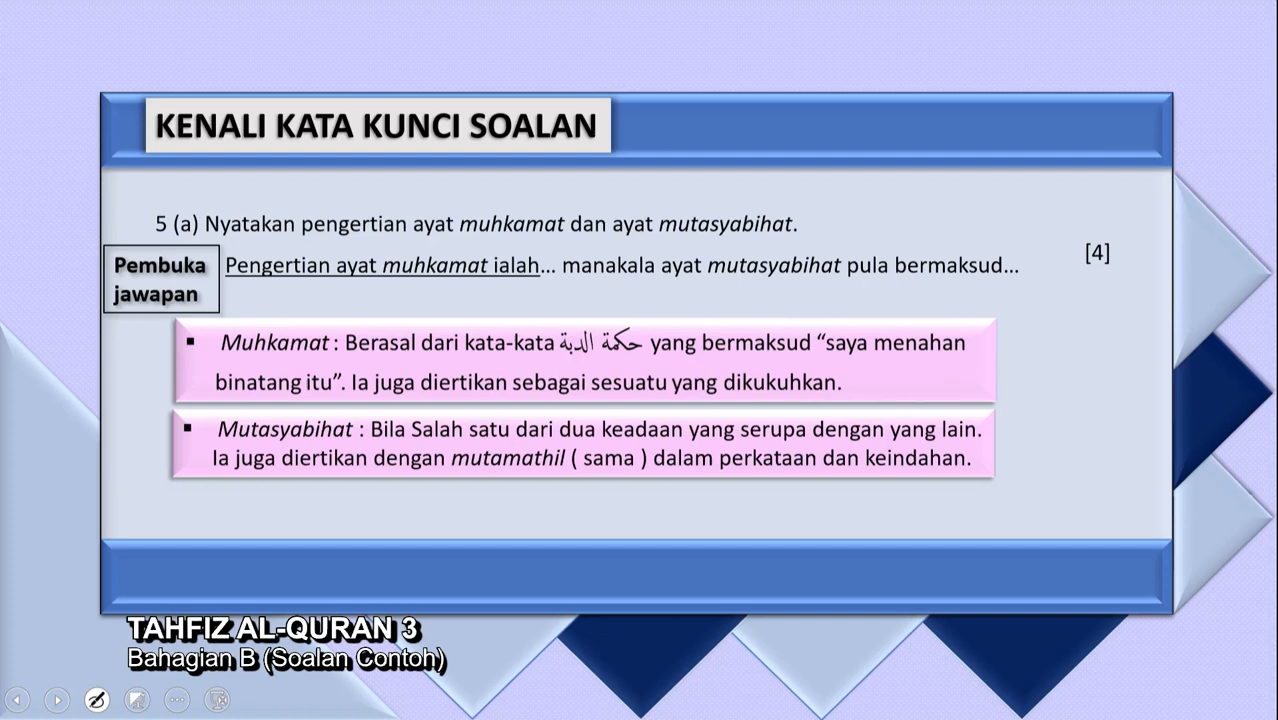 KENALI KATA KUNCI SOALAN
5 (a) Nyatakan pengertian ayat muhkamat dan ayat mutasyabihat.
[4]
Pembuka
jawapan
Pengertian ayat muhkamat ialah... manakala ayat mutasyabihat pula bermaksud...
▪ Muhkamat : Berasal dari kata-kata حكمة الدبة yang bermaksud “saya menahan
binatang itu”. Ia juga diertikan sebagai sesuatu yang dikukuhkan.
▪ Mutasyabihat : Bila Salah satu dari dua keadaan yang serupa dengan yang lain.
Ia juga diertikan dengan mutamathil ( sama ) dalam perkataan dan keindahan.
TAHFIZ AL-QURAN 3
Bahagian B (Soalan Contoh)